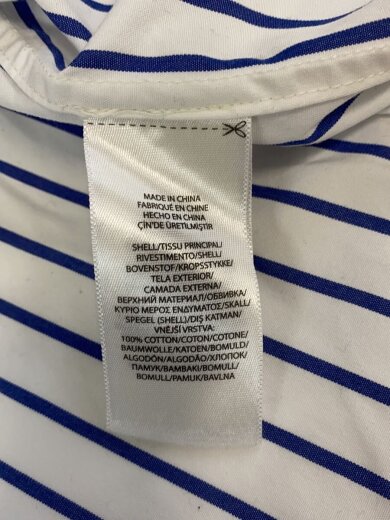 MADE IN CHINA
FABRIQUÉ EN CHINE
HECHO EN CHINA
ÇİN'DE ÜRETİLMİŞTİR
SHELL/TISSU PRINCIPAL/
RIVESTIMENTO/SHELL/
BOVENSTOF/KROPSSTYKKE/
TELA EXTERIOR/
CAMADA EXTERNA/
ВЕРХНИЙ МАТЕРИАЛ/ОБШИВКА/
ΚΥΡΙΟ ΜΕΡΟΣ ΕΝΔΥΜΑΤΟΣ/SKALL/
SPEGEL (SHELL)/DIŞ KATMAN/
VNĚJŠÍ VRSTVA:
100% COTTON/COTON/COTONE/
BAUMWOLLE/KATOEN/BOMULD/
ALGODÓN/ALGODÃO/ХЛОПОК/
ПАМУК/BAMBAKI/BOMULL/
BOMULL/PAMUK/BAVLNA